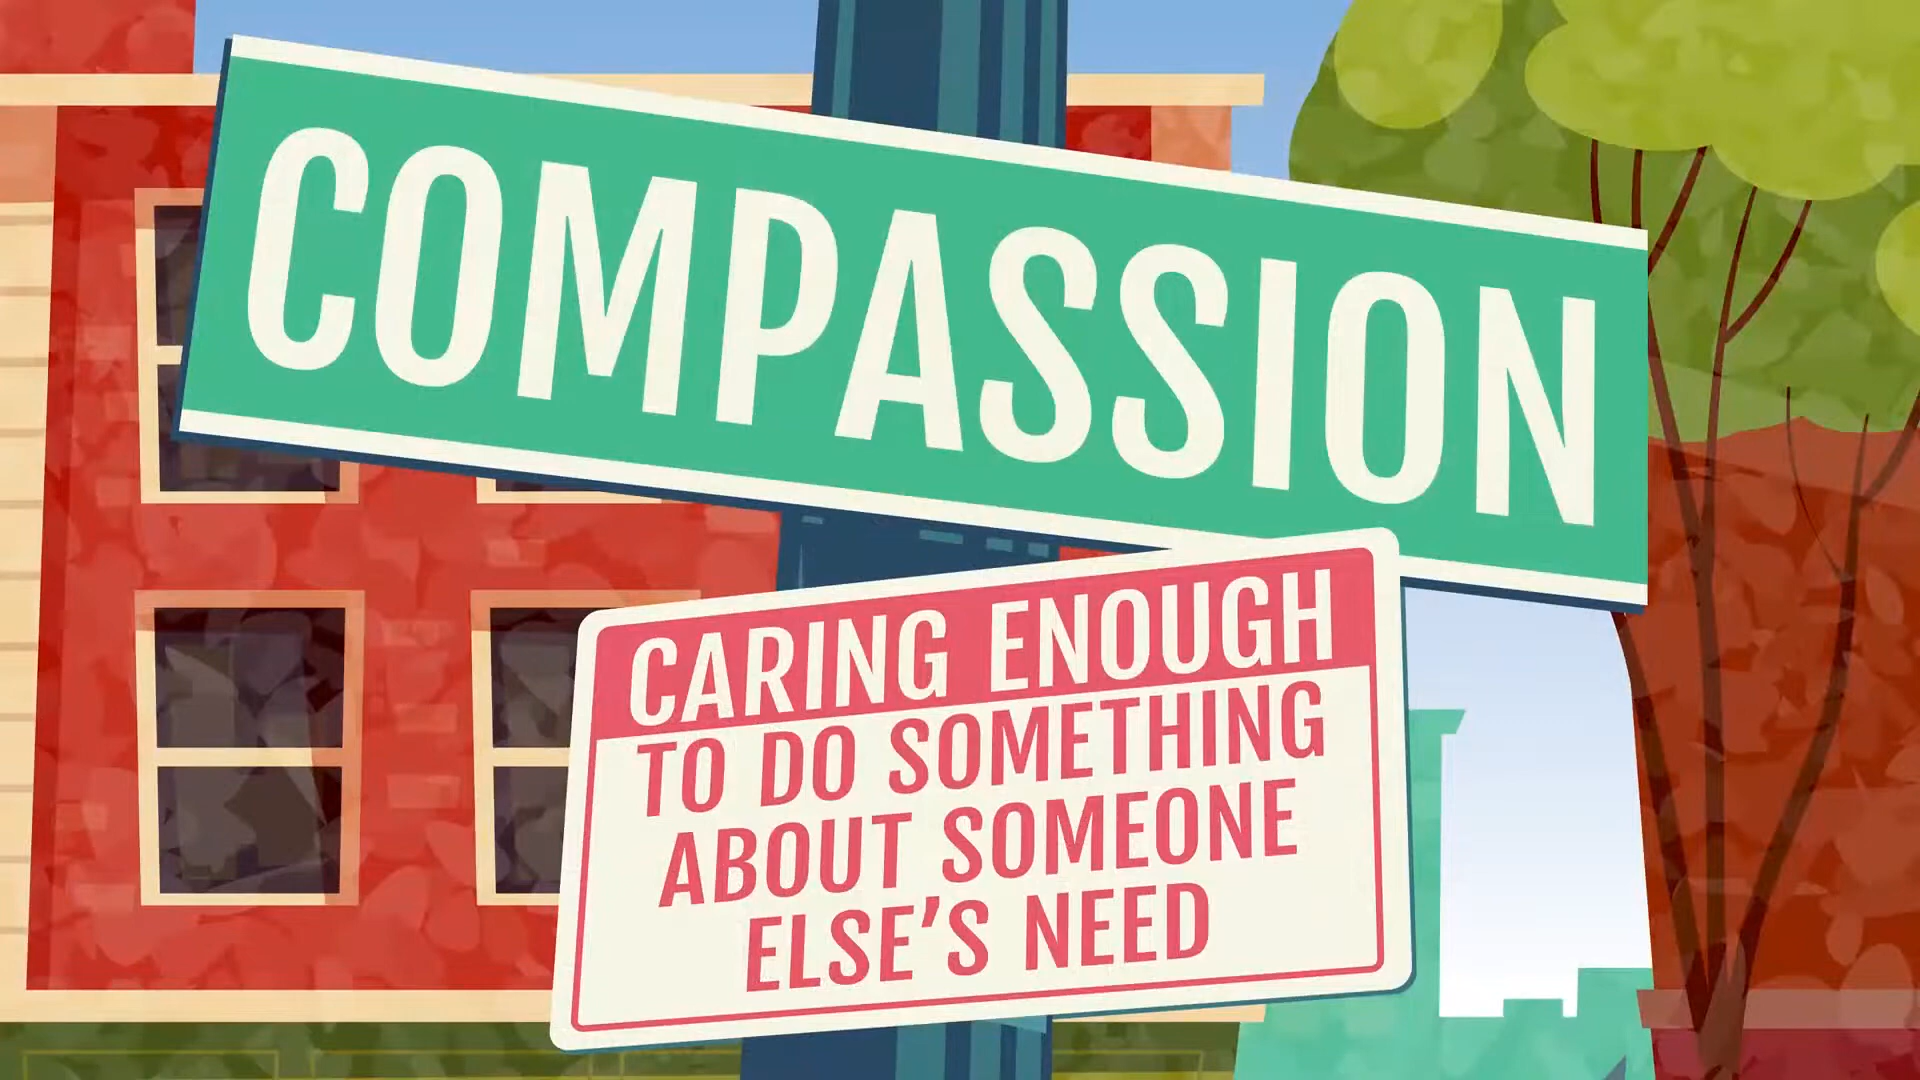 COMPASSION
CARING ENOUGH
TO DO SOMETHING
ABOUT SOMEONE
ELSE’S NEED